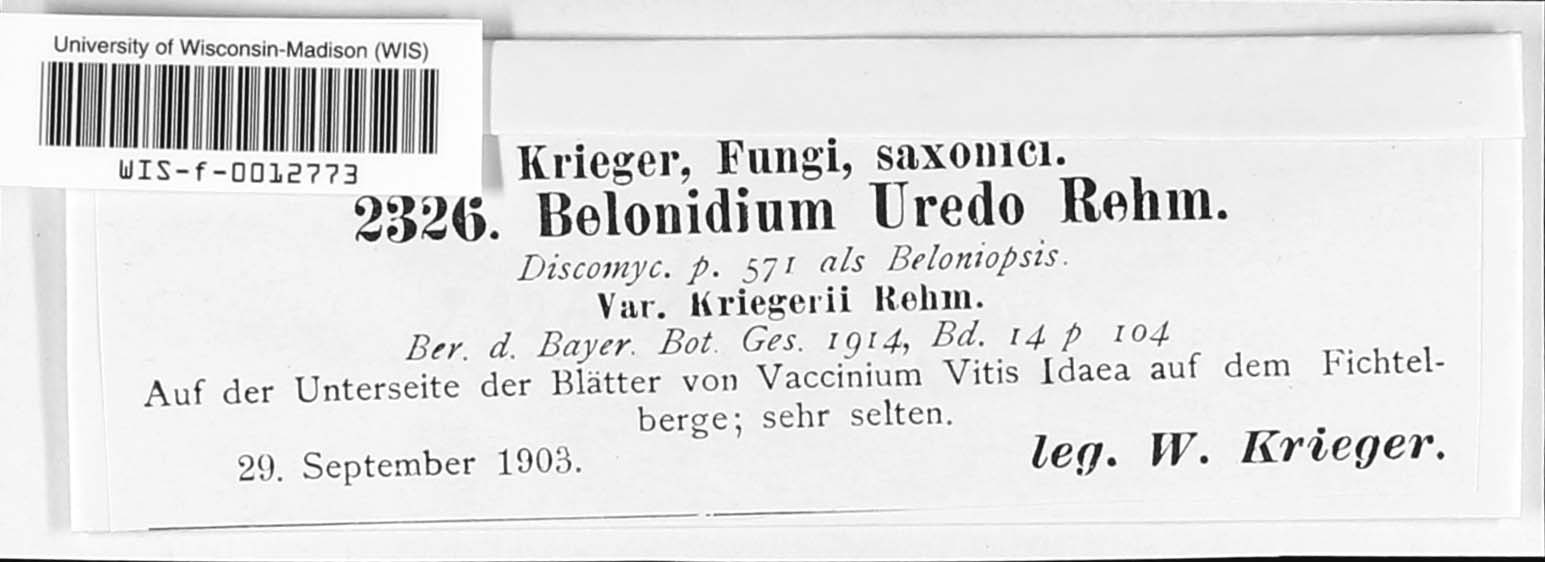 University of Wisconsin-Madison (WIS)
WIS-f-0012773
Krieger, Fungi, saxonici.
2326. Belonidium Uredo Rehm.
Discomyc. p. 571 als Beloniopsis.
Var. Kriegerii Rehm.
Ber. d. Bayer. Bot. Ges. 1914, Bd. 14 p 104
Auf der Unterseite der Blätter von Vaccinium Vitis Idaea auf dem Fichtel-
berge; sehr selten.
29. September 1903.
leg. W. Krieger.